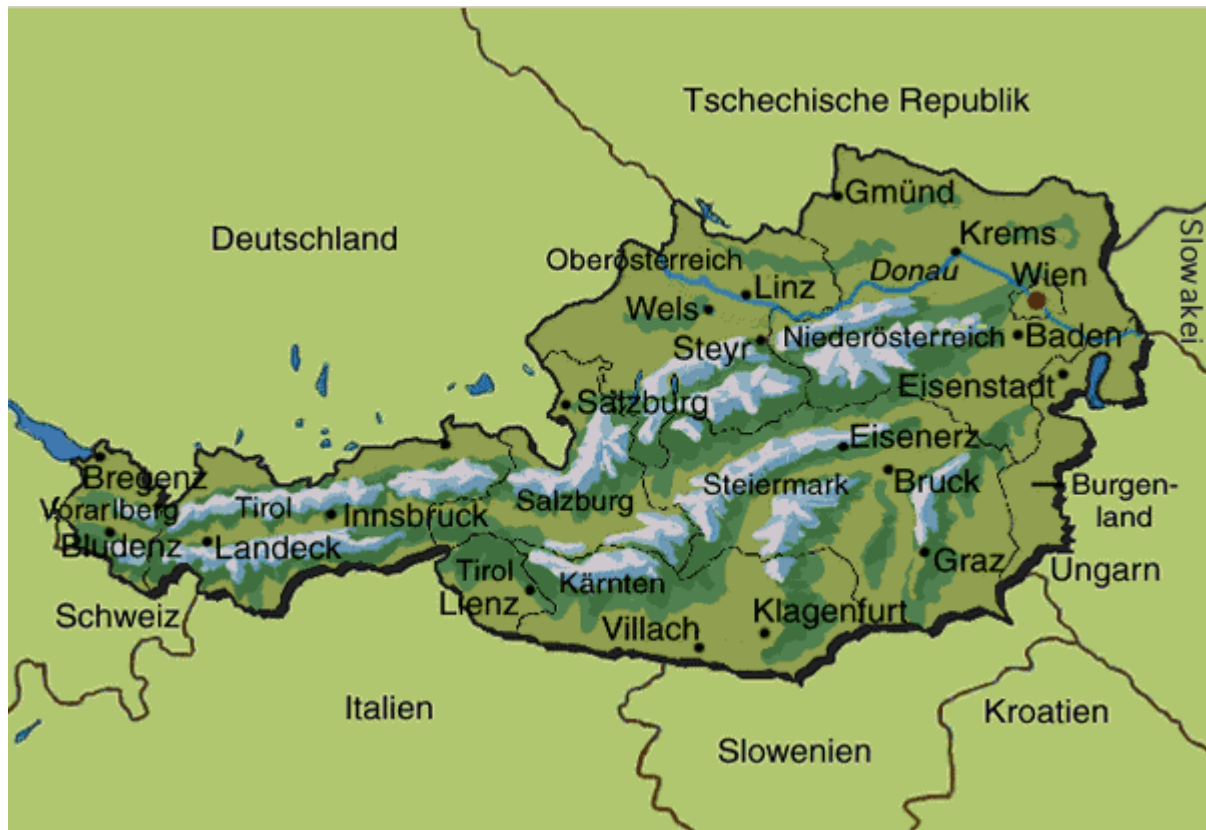 Tschechische Republik
Gmünd
Deutschland
Krems
Slowakei
Oberösterreich
Donau
Wien
Linz
Wels
Niederösterreich
Baden
Steyr
Eisenstadt
Salzburg
Eisenerz
Bregenz
Bruck
Steiermark
Burgen-
land
Salzburg
Vorarlberg
Tirol
Innsbruck
Bludenz
Landeck
Graz
Ungarn
Tirol
Kärnten
Lienz
Schweiz
Klagenfurt
Villach
Italien
Kroatien
Slowenien